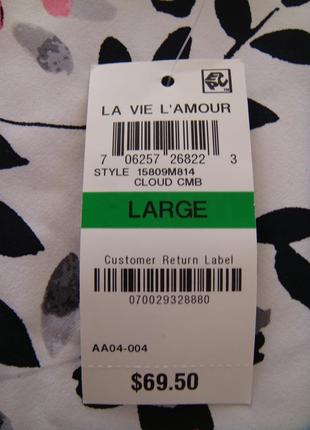 LA VIE L'AMOUR
7 06257 26822 3
STYLE 15809M814
CLOUD CMB
LARGE
Customer Return Label
070029328880
AA04-004
$69.50